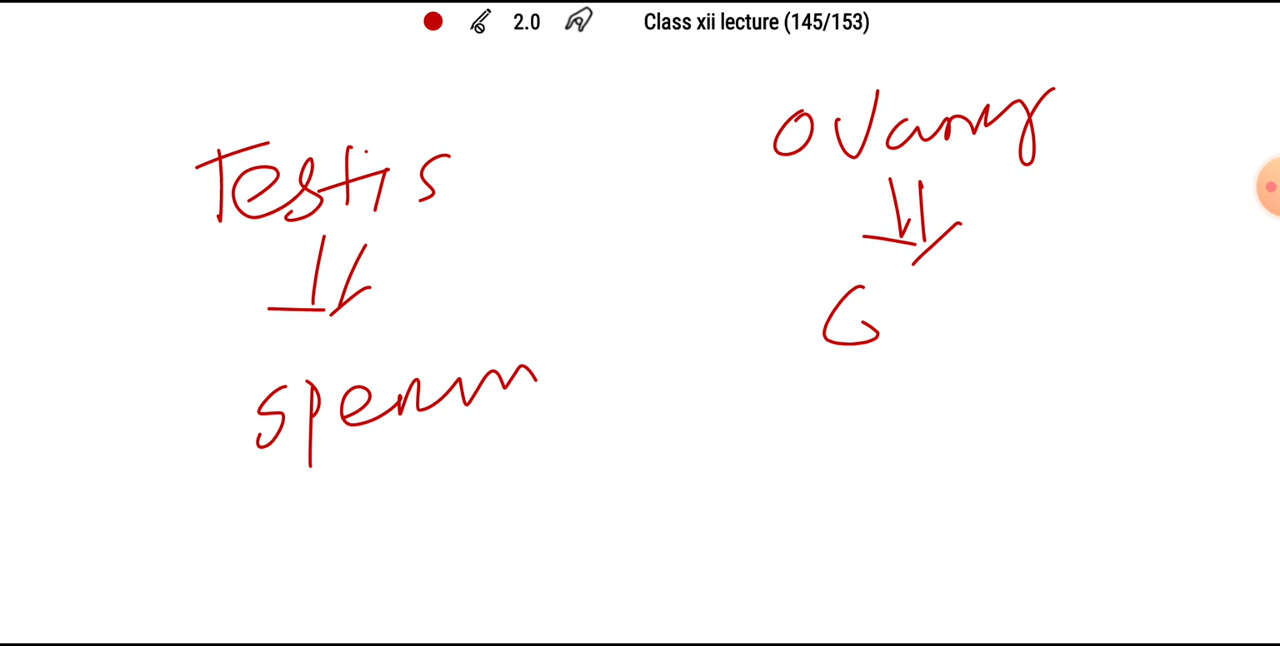 2.0 Class xii lecture (145/153)
Testis
Ovary
sperm
G